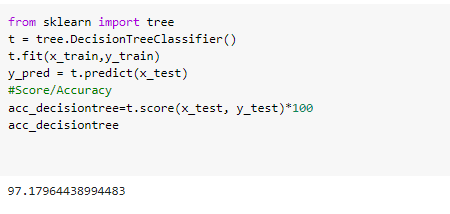 from sklearn import tree
t = tree.DecisionTreeClassifier()
t.fit(x_train,y_train)
y_pred = t.predict(x_test)
#Score/Accuracy
acc_decisiontree=t.score(x_test, y_test)*100
acc_decisiontree
97.17964438994483